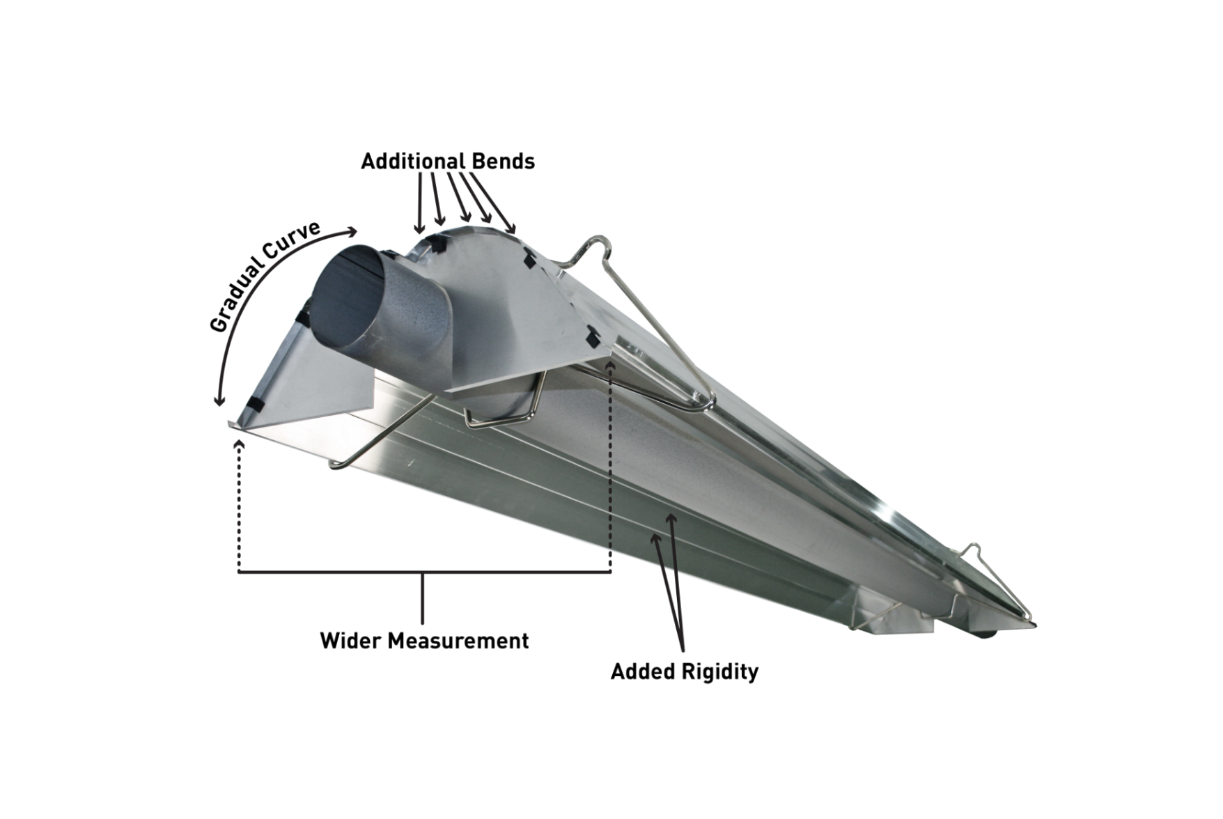 Additional Bends
Gradual Curve
Wider Measurement
Added Rigidity